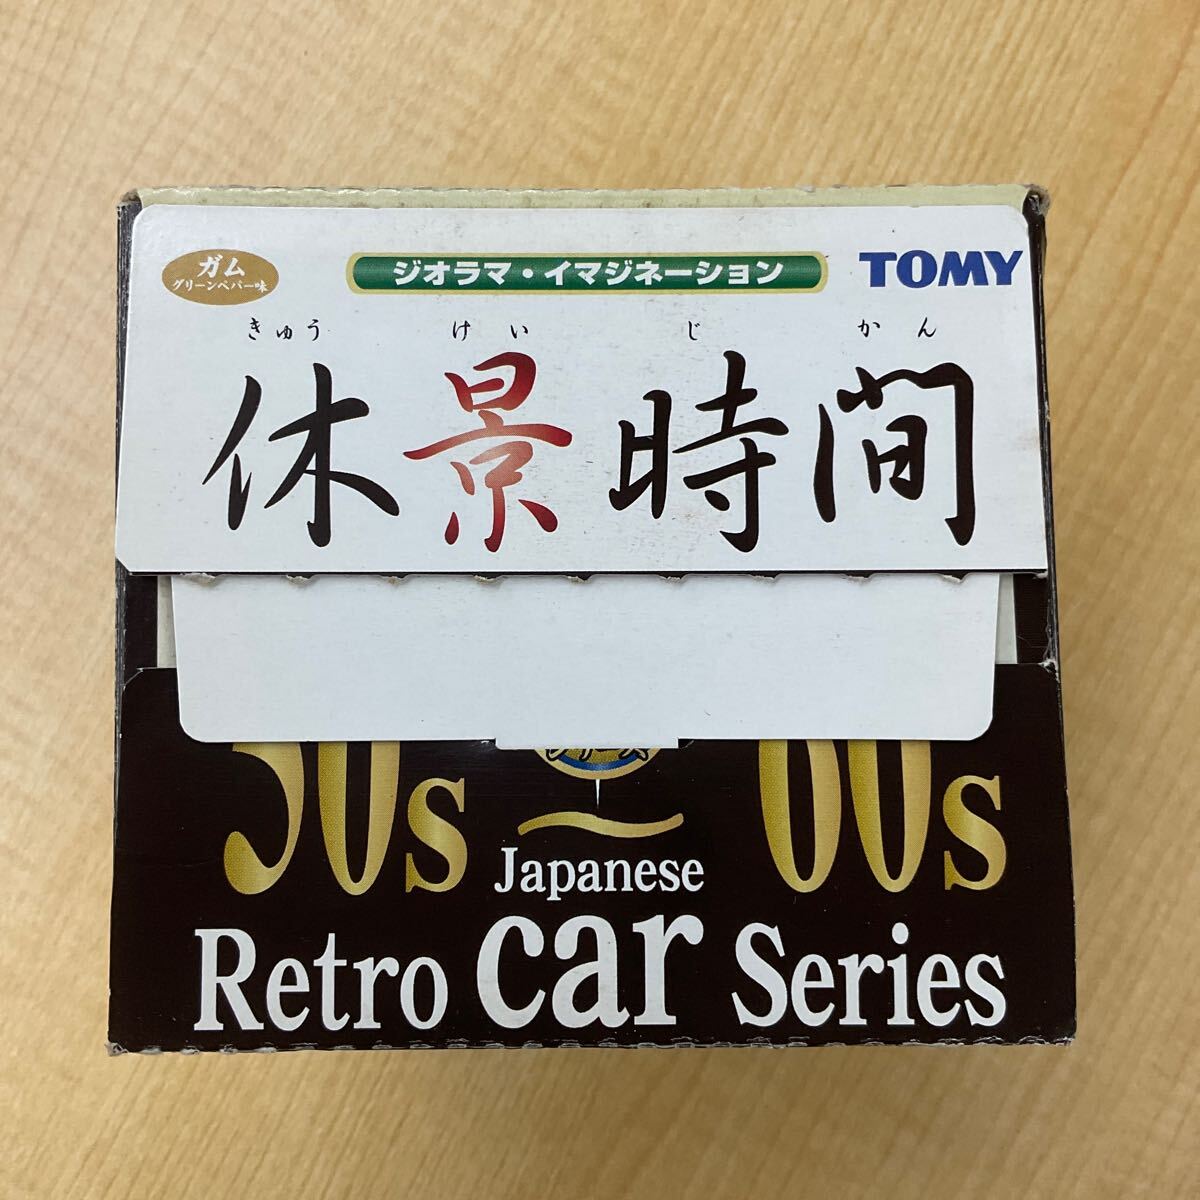 ガム
グリーンペパー味
ジオラマ・イマジネーション
TOMY
きゅう けい じ かん
休景時間
50s 〜 60s
Japanese
Retro car Series